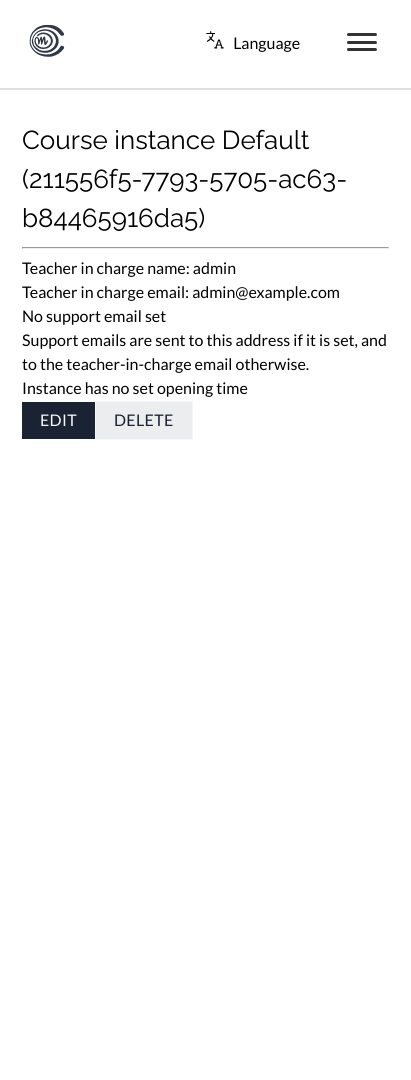 Language
Course instance Default
(211556f5-7793-5705-ac63-
b84465916da5)
Teacher in charge name: admin
Teacher in charge email: admin@example.com
No support email set
Support emails are sent to this address if it is set, and
to the teacher-in-charge email otherwise.
Instance has no set opening time
EDIT DELETE